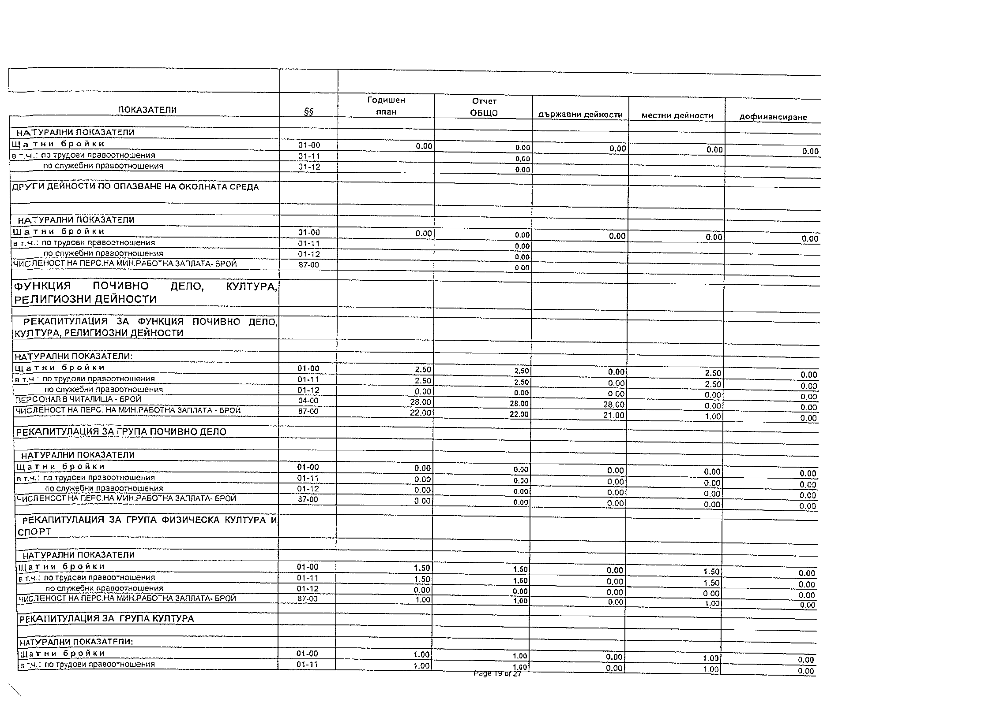 ПОКАЗАТЕЛИ §§ Годишен план Отчет ОБЩО държавни дейности местни дейности дофинансиране
НАТУРАЛНИ ПОКАЗАТЕЛИ
Щатни бройки 01-00 0.00 0.00 0.00 0.00 0.00
в т.ч.: по трудови правоотношения 01-11 0.00
по служебни правоотношения 01-12 0.00
ДРУГИ ДЕЙНОСТИ ПО ОПАЗВАНЕ НА ОКОЛНАТА СРЕДА
НАТУРАЛНИ ПОКАЗАТЕЛИ
Щатни бройки 01-00 0.00 0.00 0.00 0.00 0.00
в т.ч.: по трудови правоотношения 01-11 0.00
по служебни правоотношения 01-12 0.00
ЧИСЛЕНОСТ НА ПЕРС.НА МИН.РАБОТНА ЗАПЛАТА- БРОЙ 87-00 0.00
ФУНКЦИЯ ПОЧИВНО ДЕЛО, КУЛТУРА,
РЕЛИГИОЗНИ ДЕЙНОСТИ
РЕКАПИТУЛАЦИЯ ЗА ФУНКЦИЯ ПОЧИВНО ДЕЛО,
КУЛТУРА, РЕЛИГИОЗНИ ДЕЙНОСТИ
НАТУРАЛНИ ПОКАЗАТЕЛИ:
Щатни бройки 01-00 2.50 2.50 0.00 2.50 0.00
в т.ч.: по трудови правоотношения 01-11 2.50 2.50 0.00 2.50 0.00
по служебни правоотношения 01-12 0.00 0.00 0.00 0.00 0.00
ПЕРСОНАЛ В ЧИТАЛИЩА - БРОЙ 04-00 28.00 28.00 28.00 0.00 0.00
ЧИСЛЕНОСТ НА ПЕРС. НА МИН.РАБОТНА ЗАПЛАТА - БРОЙ 87-00 22.00 22.00 21.00 1.00 0.00
РЕКАПИТУЛАЦИЯ ЗА ГРУПА ПОЧИВНО ДЕЛО
НАТУРАЛНИ ПОКАЗАТЕЛИ
Щатни бройки 01-00 0.00 0.00 0.00 0.00 0.00
в т.ч.: по трудови правоотношения 01-11 0.00 0.00 0.00 0.00 0.00
по служебни правоотношения 01-12 0.00 0.00 0.00 0.00 0.00
ЧИСЛЕНОСТ НА ПЕРС.НА МИН.РАБОТНА ЗАПЛАТА- БРОЙ 87-00 0.00 0.00 0.00 0.00 0.00
РЕКАПИТУЛАЦИЯ ЗА ГРУПА ФИЗИЧЕСКА КУЛТУРА И
СПОРТ
НАТУРАЛНИ ПОКАЗАТЕЛИ
Щатни бройки 01-00 1.50 1.50 0.00 1.50 0.00
в т.ч.: по трудови правоотношения 01-11 1.50 1.50 0.00 1.50 0.00
по служебни правоотношения 01-12 0.00 0.00 0.00 0.00 0.00
ЧИСЛЕНОСТ НА ПЕРС.НА МИН.РАБОТНА ЗАПЛАТА- БРОЙ 87-00 1.00 1.00 0.00 1.00 0.00
РЕКАПИТУЛАЦИЯ ЗА ГРУПА КУЛТУРА
НАТУРАЛНИ ПОКАЗАТЕЛИ:
Щатни бройки 01-00 1.00 1.00 0.00 1.00 0.00
в т.ч.: по трудови правоотношения 01-11 1.00 1.00 0.00 1.00 0.00
Page 19 of 27